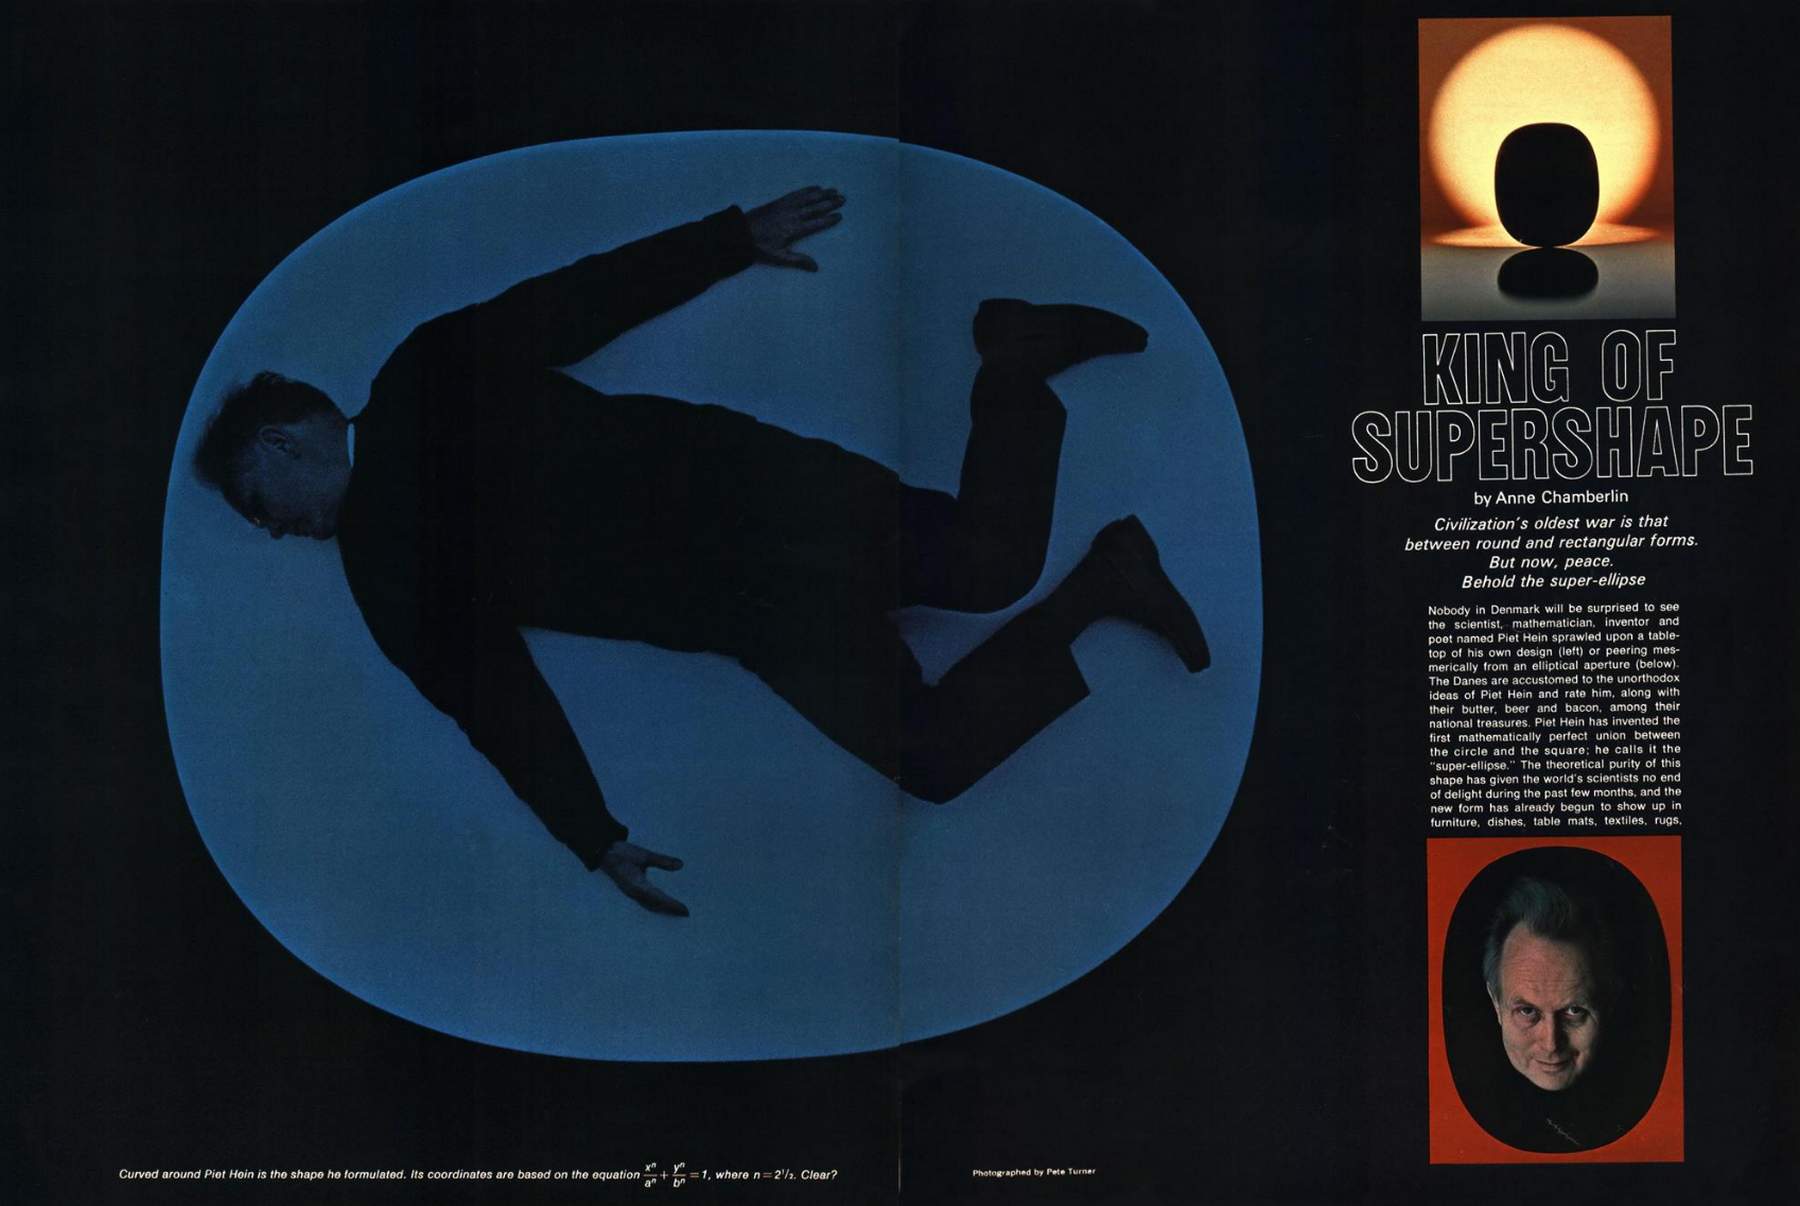 KING OF
SUPERSHAPE
by Anne Chamberlin
Civilization's oldest war is that
between round and rectangular forms.
But now, peace.
Behold the super-ellipse
Nobody in Denmark will be surprised to see
the scientist, mathematician, inventor and
poet named Piet Hein sprawled upon a table-
top of his own design (left) or peering mes-
merically from an elliptical aperture (below).
The Danes are accustomed to the unorthodox
ideas of Piet Hein and rate him, along with
their butter, beer and bacon, among their
national treasures. Piet Hein has invented the
first mathematically perfect union between
the circle and the square; he calls it the
"super-ellipse." The theoretical purity of this
shape has given the world's scientists no end
of delight during the past few months, and the
new form has already begun to show up in
furniture, dishes, table mats, textiles, rugs,
Curved around Piet Hein is the shape he formulated. Its coordinates are based on the equation xⁿ/aⁿ + yⁿ/bⁿ = 1, where n = 2½. Clear?
Photographed by Pete Turner